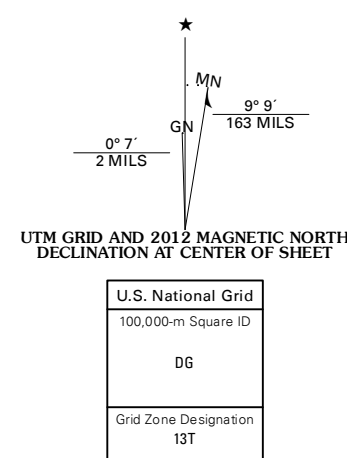 ★
MN
GN
0° 7´
2 MILS
9° 9´
163 MILS
UTM GRID AND 2012 MAGNETIC NORTH
DECLINATION AT CENTER OF SHEET
U.S. National Grid
100,000-m Square ID
DG
Grid Zone Designation
13T